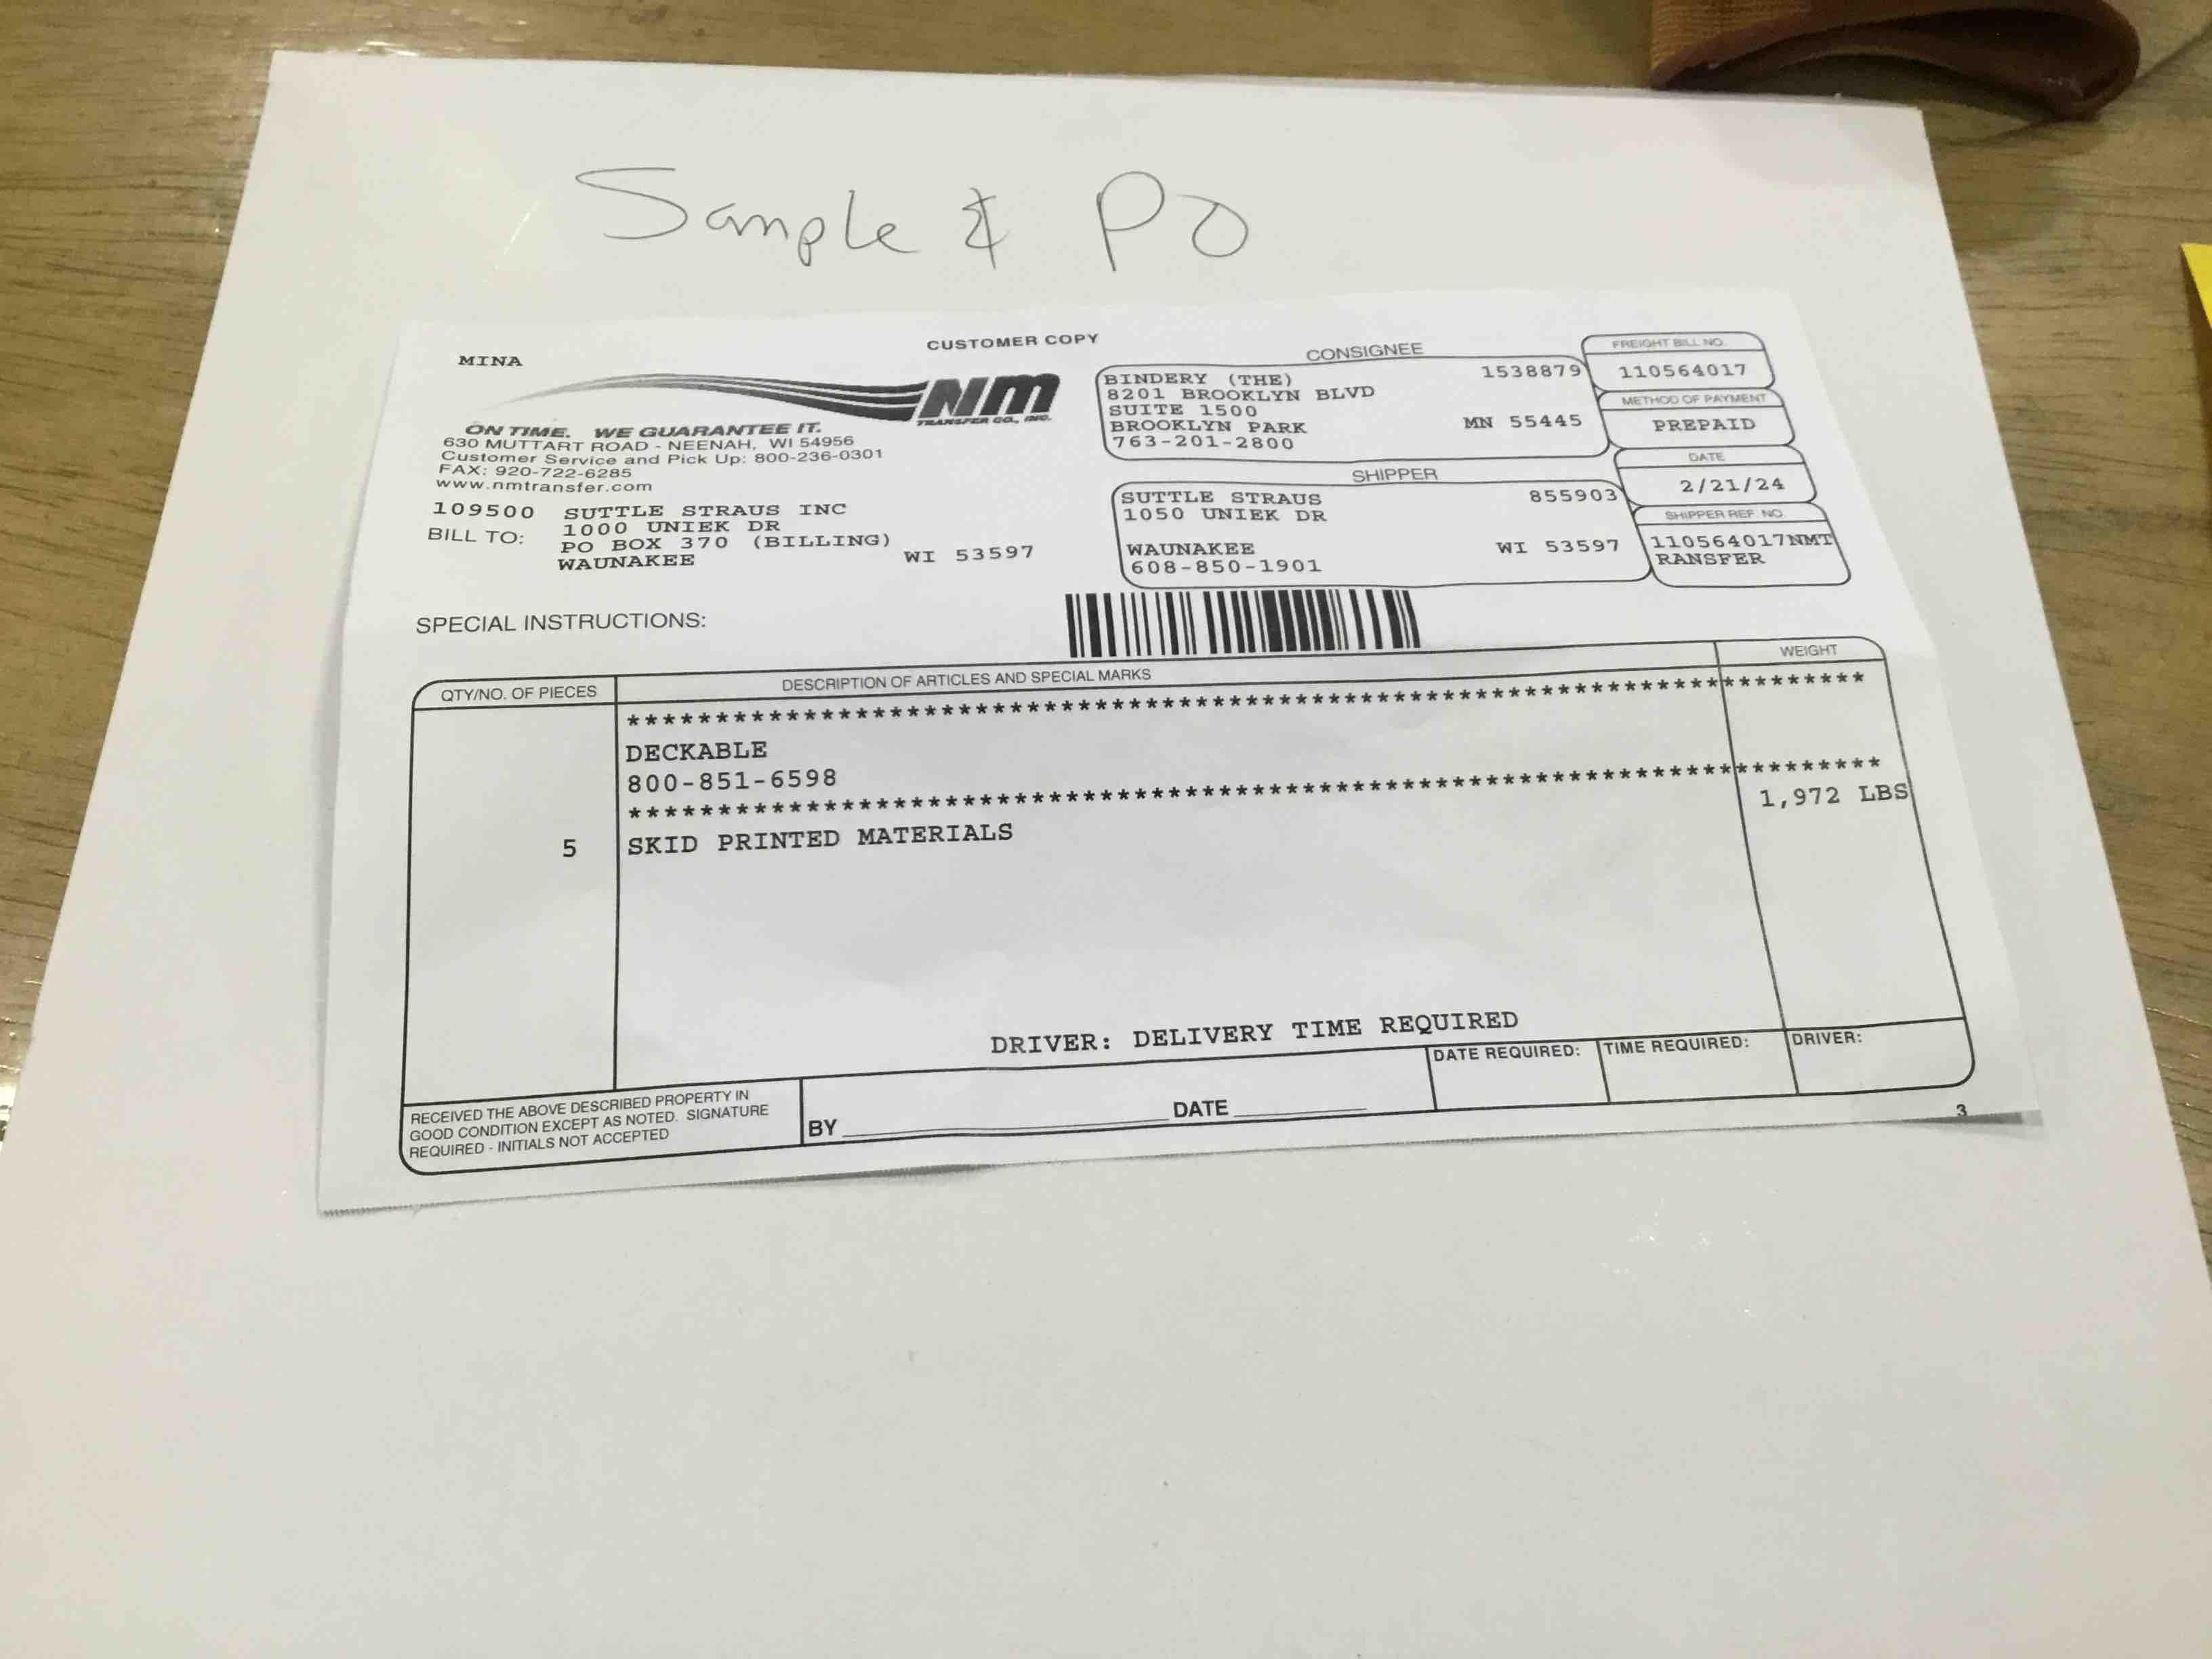 Sample & PO
CUSTOMER COPY
MINA
NM
TRANSFER CO., INC.
ON TIME. WE GUARANTEE IT.
630 MUTTART ROAD - NEENAH, WI 54956
Customer Service and Pick Up: 800-236-0301
FAX: 920-722-6285
www.nmtransfer.com
109500 SUTTLE STRAUS INC
BILL TO: 1000 UNIEK DR
PO BOX 370 (BILLING)
WAUNAKEE WI 53597
CONSIGNEE
BINDERY (THE) 1538879
8201 BROOKLYN BLVD
SUITE 1500
BROOKLYN PARK MN 55445
763-201-2800
SHIPPER
SUTTLE STRAUS 855903
1050 UNIEK DR
WAUNAKEE WI 53597
608-850-1901
FREIGHT BILL NO.
110564017
METHOD OF PAYMENT
PREPAID
DATE
2/21/24
SHIPPER REF. NO.
110564017NMT
RANSFER
SPECIAL INSTRUCTIONS:
QTY/NO. OF PIECES DESCRIPTION OF ARTICLES AND SPECIAL MARKS WEIGHT
**********************************************************************
DECKABLE
800-851-6598
**********************************************************************
5 SKID PRINTED MATERIALS 1,972 LBS
DRIVER: DELIVERY TIME REQUIRED
RECEIVED THE ABOVE DESCRIBED PROPERTY IN
GOOD CONDITION EXCEPT AS NOTED. SIGNATURE
REQUIRED - INITIALS NOT ACCEPTED
BY DATE
DATE REQUIRED: TIME REQUIRED: DRIVER:
3